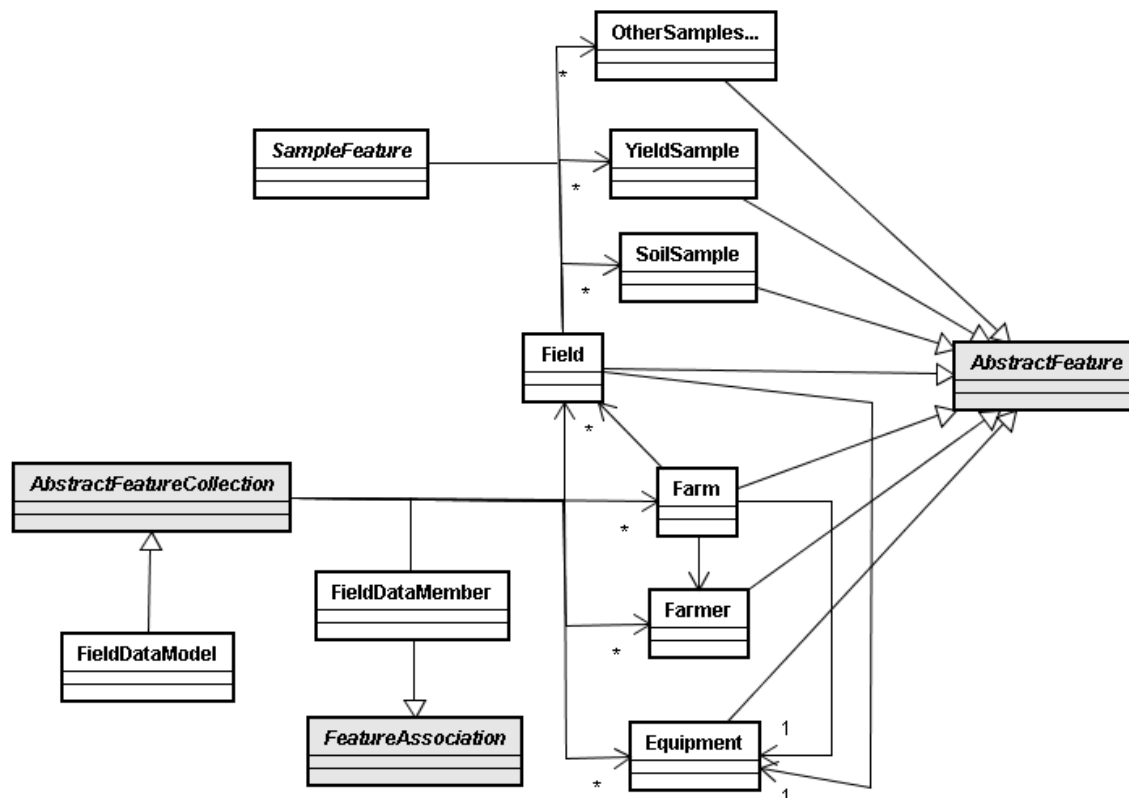 OtherSamples...
*
SampleFeature
YieldSample
*
SoilSample
*
Field
AbstractFeature
*
AbstractFeatureCollection
Farm
*
FieldDataMember
Farmer
FieldDataModel
*
FeatureAssociation
Equipment
1
*
1